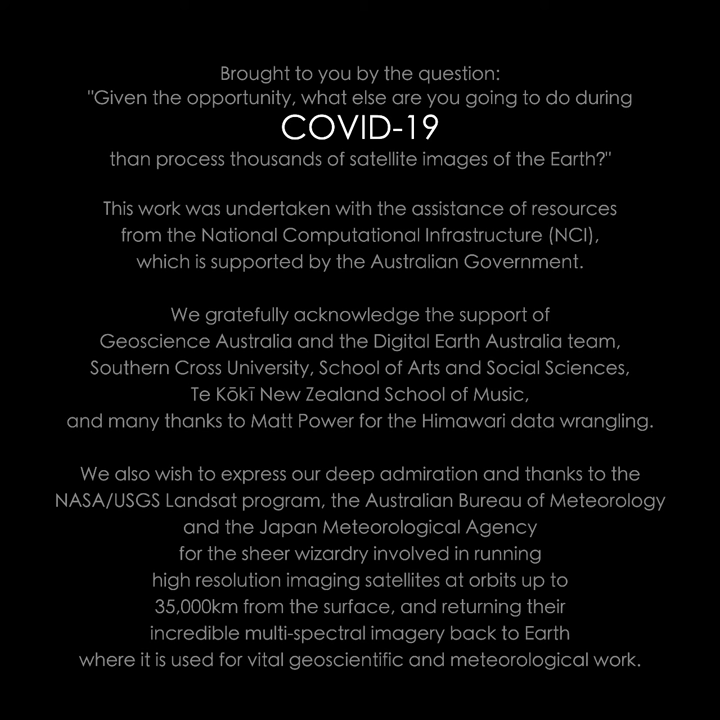 Brought to you by the question:
"Given the opportunity, what else are you going to do during
COVID-19
than process thousands of satellite images of the Earth?"
This work was undertaken with the assistance of resources
from the National Computational Infrastructure (NCI),
which is supported by the Australian Government.
We gratefully acknowledge the support of
Geoscience Australia and the Digital Earth Australia team,
Southern Cross University, School of Arts and Social Sciences,
Te Kōkī New Zealand School of Music,
and many thanks to Matt Power for the Himawari data wrangling.
We also wish to express our deep admiration and thanks to the
NASA/USGS Landsat program, the Australian Bureau of Meteorology
and the Japan Meteorological Agency
for the sheer wizardry involved in running
high resolution imaging satellites at orbits up to
35,000km from the surface, and returning their
incredible multi-spectral imagery back to Earth
where it is used for vital geoscientific and meteorological work.